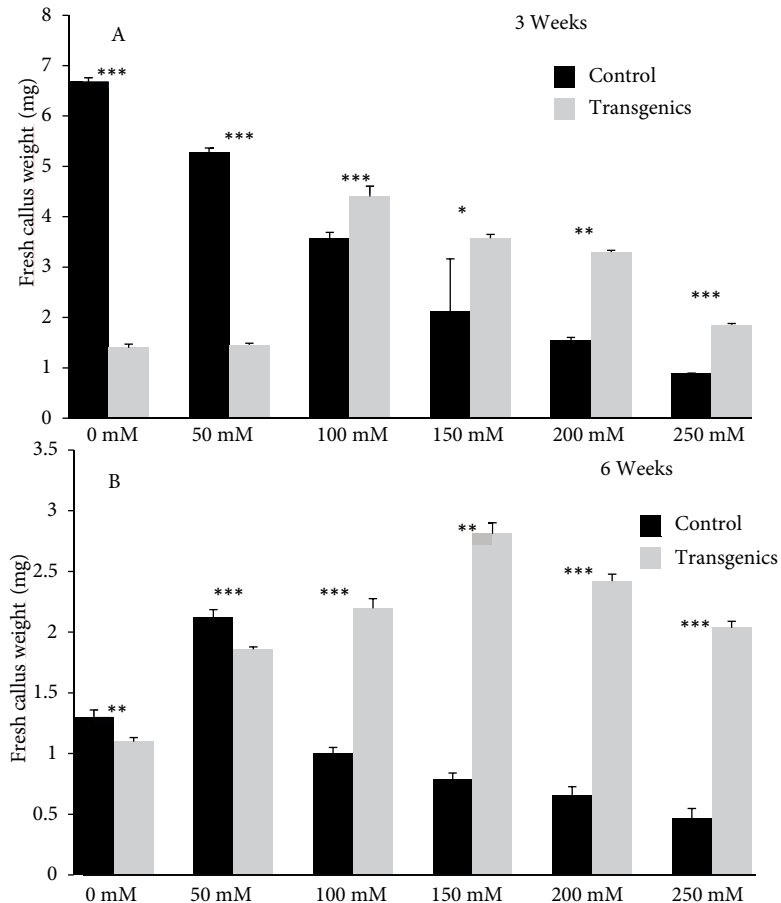 8
A
3 Weeks
7
***
Control
6
Transgenics
***
5
***
Fresh callus weight (mg)
4
*
**
3
***
2
1
0
0 mM 50 mM 100 mM 150 mM 200 mM 250 mM
3.5
B
6 Weeks
3
Control
**
Transgenics
2.5
***
***
***
2
***
Fresh callus weight (mg)
1.5
**
1
0.5
0
0 mM 50 mM 100 mM 150 mM 200 mM 250 mM